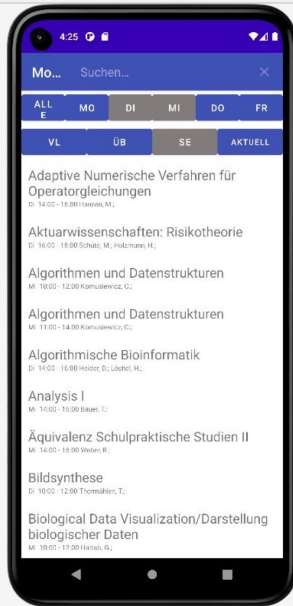 4:25
Mo... Suchen... ×
ALL
E MO DI MI DO FR
VL ÜB SE AKTUELL
Adaptive Numerische Verfahren für
Operatorgleichungen
Di 14:00 - 16:00 Hansen, M.;
Aktuarwissenschaften: Risikotheorie
Di 16:00 - 18:00 Schüte, M.; Holzmann, H.;
Algorithmen und Datenstrukturen
Mi 10:00 - 12:00 Komusiewicz, C.;
Algorithmen und Datenstrukturen
Mi 11:00 - 14:00 Komusiewicz, C.;
Algorithmische Bioinformatik
Di 14:00 - 16:00 Heider, D.; Löchel, H.;
Analysis I
Mi 14:00 - 16:00 Bauer, T.;
Äquivalenz Schulpraktische Studien II
Mi 14:00 - 16:00 Weber, R.;
Bildsynthese
Di 10:00 - 12:00 Thormählen, T.;
Biological Data Visualization/Darstellung
biologischer Daten
Mi 10:00 - 12:00 Hattab, G.;